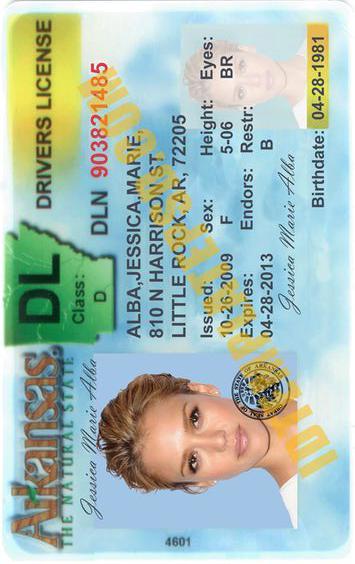 Arkansas
THE NATURAL STATE
DL
DRIVERS LICENSE
Class:
D
DLN 903821485
Jessica Marie Alba
ALBA,JESSICA,MARIE,
810 N HARRISON ST
LITTLE ROCK, AR, 72205
Issued: Sex: Height: Eyes:
10-26-2009 F 5-06 BR
Expires: Endors: Restr:
04-28-2013 B
Jessica Marie Alba
Birthdate: 04-28-1981
4601